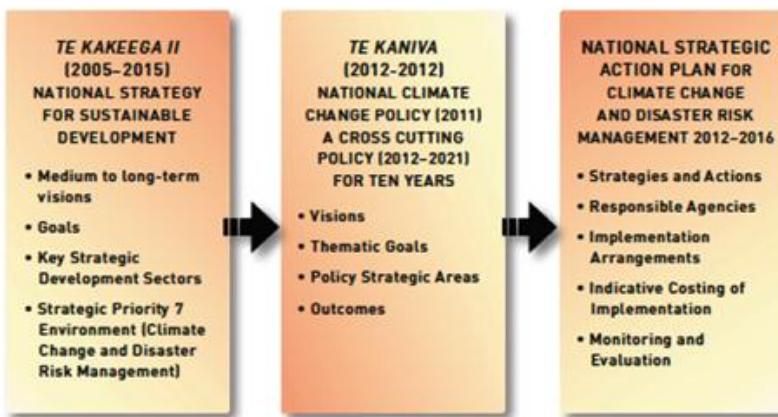 TE KAKEEGA II
(2005–2015)
NATIONAL STRATEGY
FOR SUSTAINABLE
DEVELOPMENT
• Medium to long-term
visions
• Goals
• Key Strategic
Development Sectors
• Strategic Priority 7
Environment (Climate
Change and Disaster
Risk Management)
TE KANIVA
(2012-2012)
NATIONAL CLIMATE
CHANGE POLICY (2011)
A CROSS CUTTING
POLICY (2012–2021)
FOR TEN YEARS
• Visions
• Thematic Goals
• Policy Strategic Areas
• Outcomes
NATIONAL STRATEGIC
ACTION PLAN FOR
CLIMATE CHANGE
AND DISASTER RISK
MANAGEMENT 2012–2016
• Strategies and Actions
• Responsible Agencies
• Implementation
Arrangements
• Indicative Costing of
Implementation
• Monitoring and
Evaluation